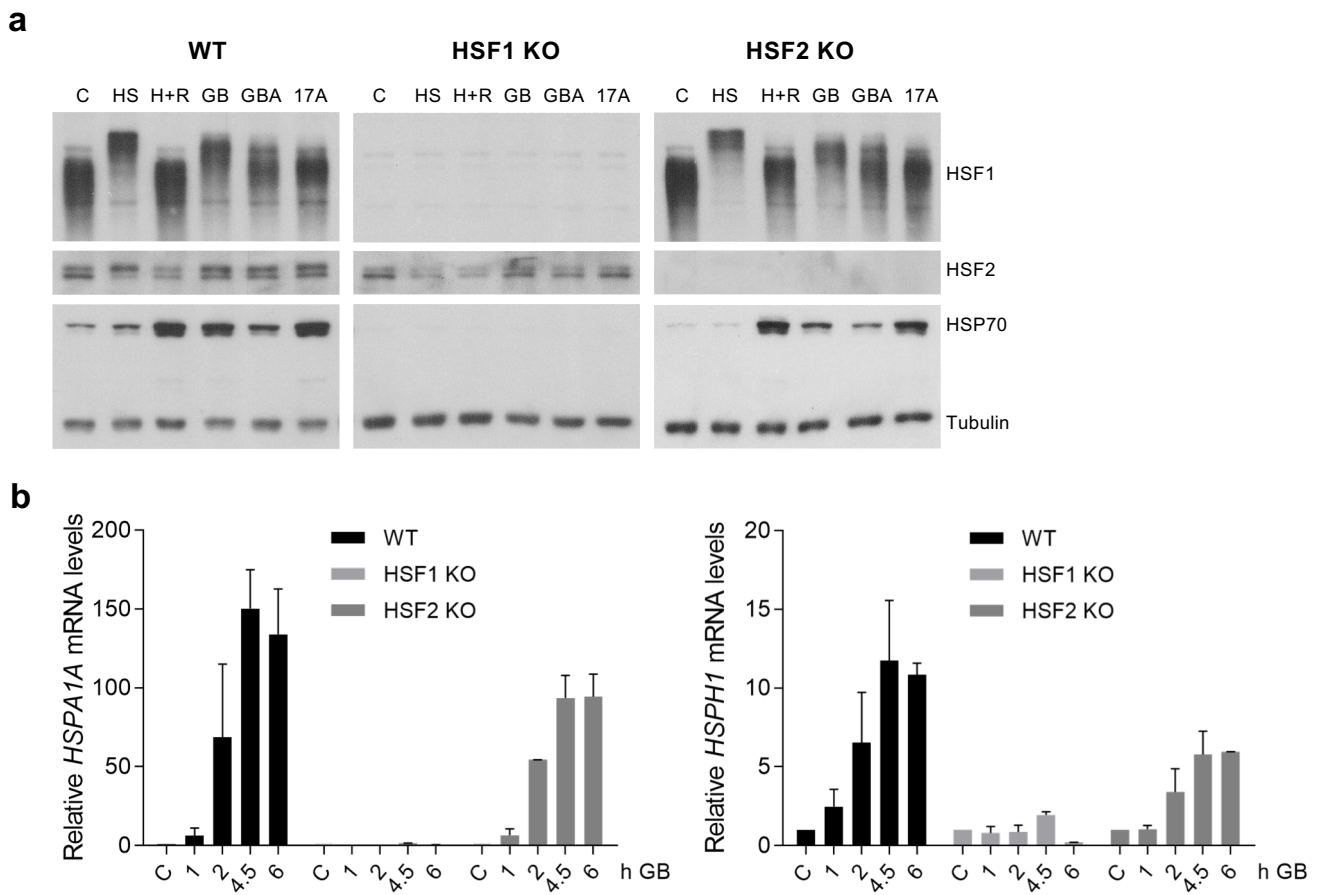 a
WT HSF1 KO HSF2 KO
C HS H+R GB GBA 17A C HS H+R GB GBA 17A C HS H+R GB GBA 17A
HSF1
HSF2
HSP70
Tubulin
b
Relative HSPA1A mRNA levels
200
150
100
50
0
WT
HSF1 KO
HSF2 KO
C 1 2 4.5 6 C 1 2 4.5 6 C 1 2 4.5 6 h GB
Relative HSPH1 mRNA levels
20
15
10
5
0
WT
HSF1 KO
HSF2 KO
C 1 2 4.5 6 C 1 2 4.5 6 C 1 2 4.5 6 h GB